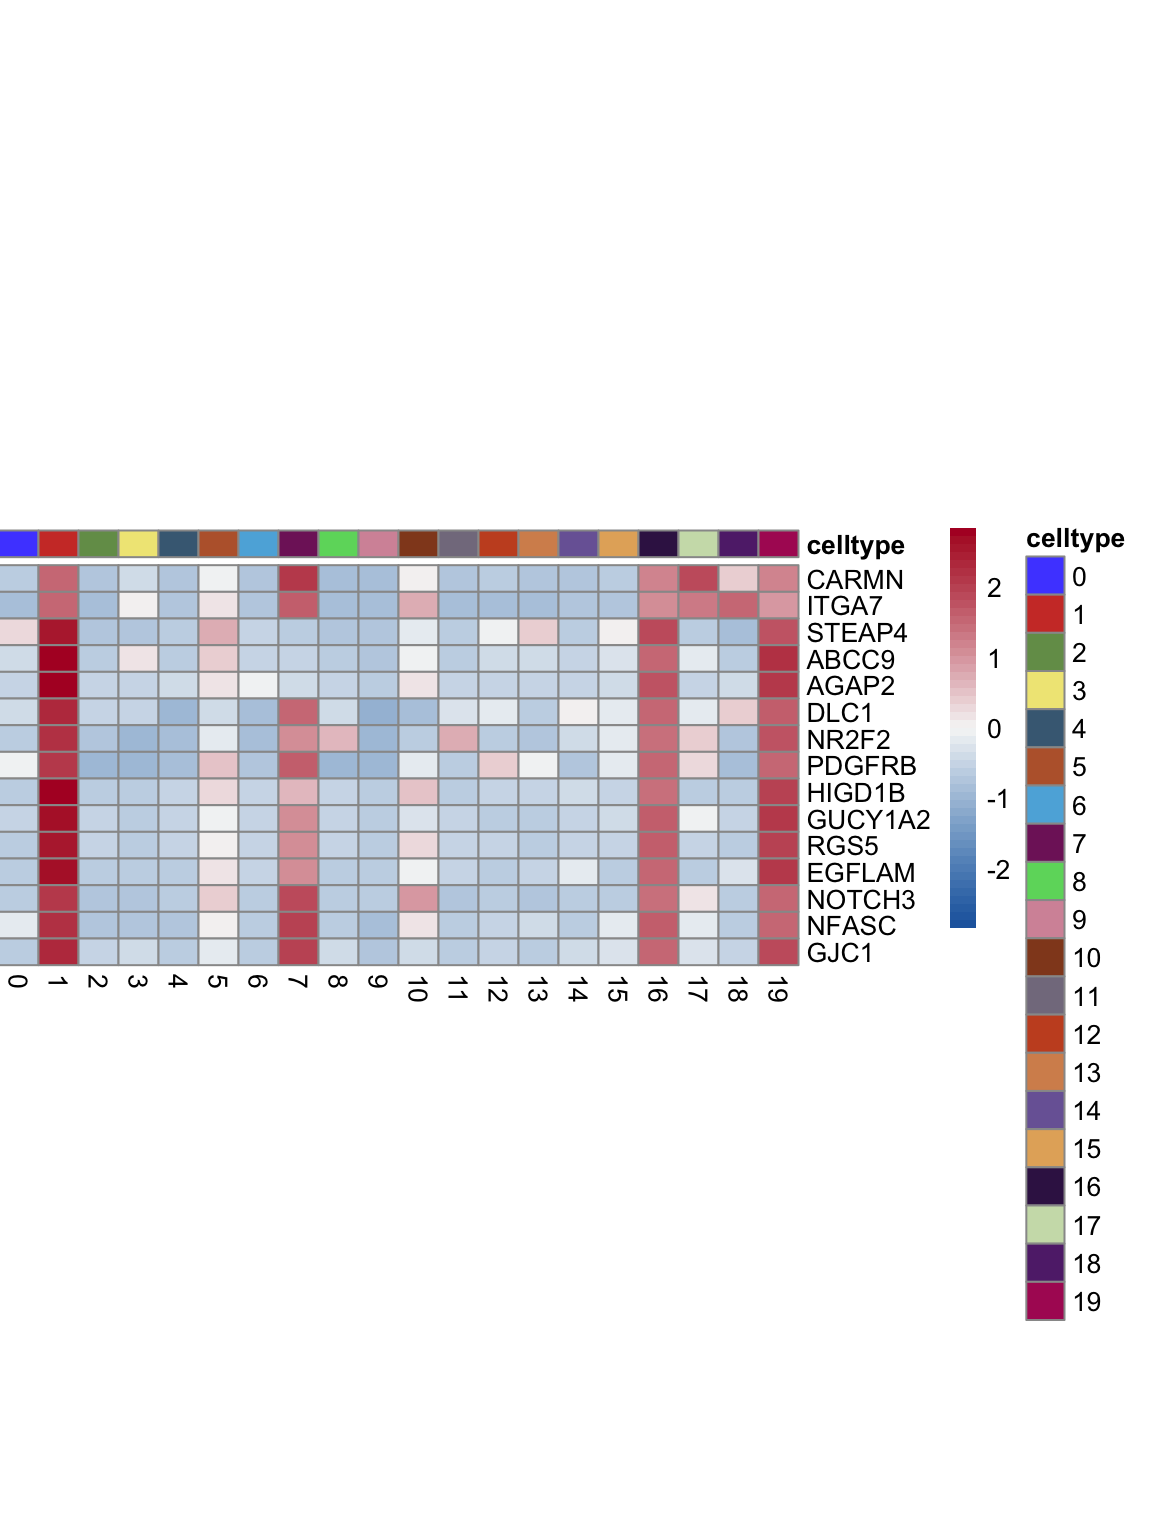 celltype
CARMN
ITGA7
STEAP4
ABCC9
AGAP2
DLC1
NR2F2
PDGFRB
HIGD1B
GUCY1A2
RGS5
EGFLAM
NOTCH3
NFASC
GJC1
0 1 2 3 4 5 6 7 8 9 10 11 12 13 14 15 16 17 18 19
2
1
0
-1
-2
celltype
0
1
2
3
4
5
6
7
8
9
10
11
12
13
14
15
16
17
18
19